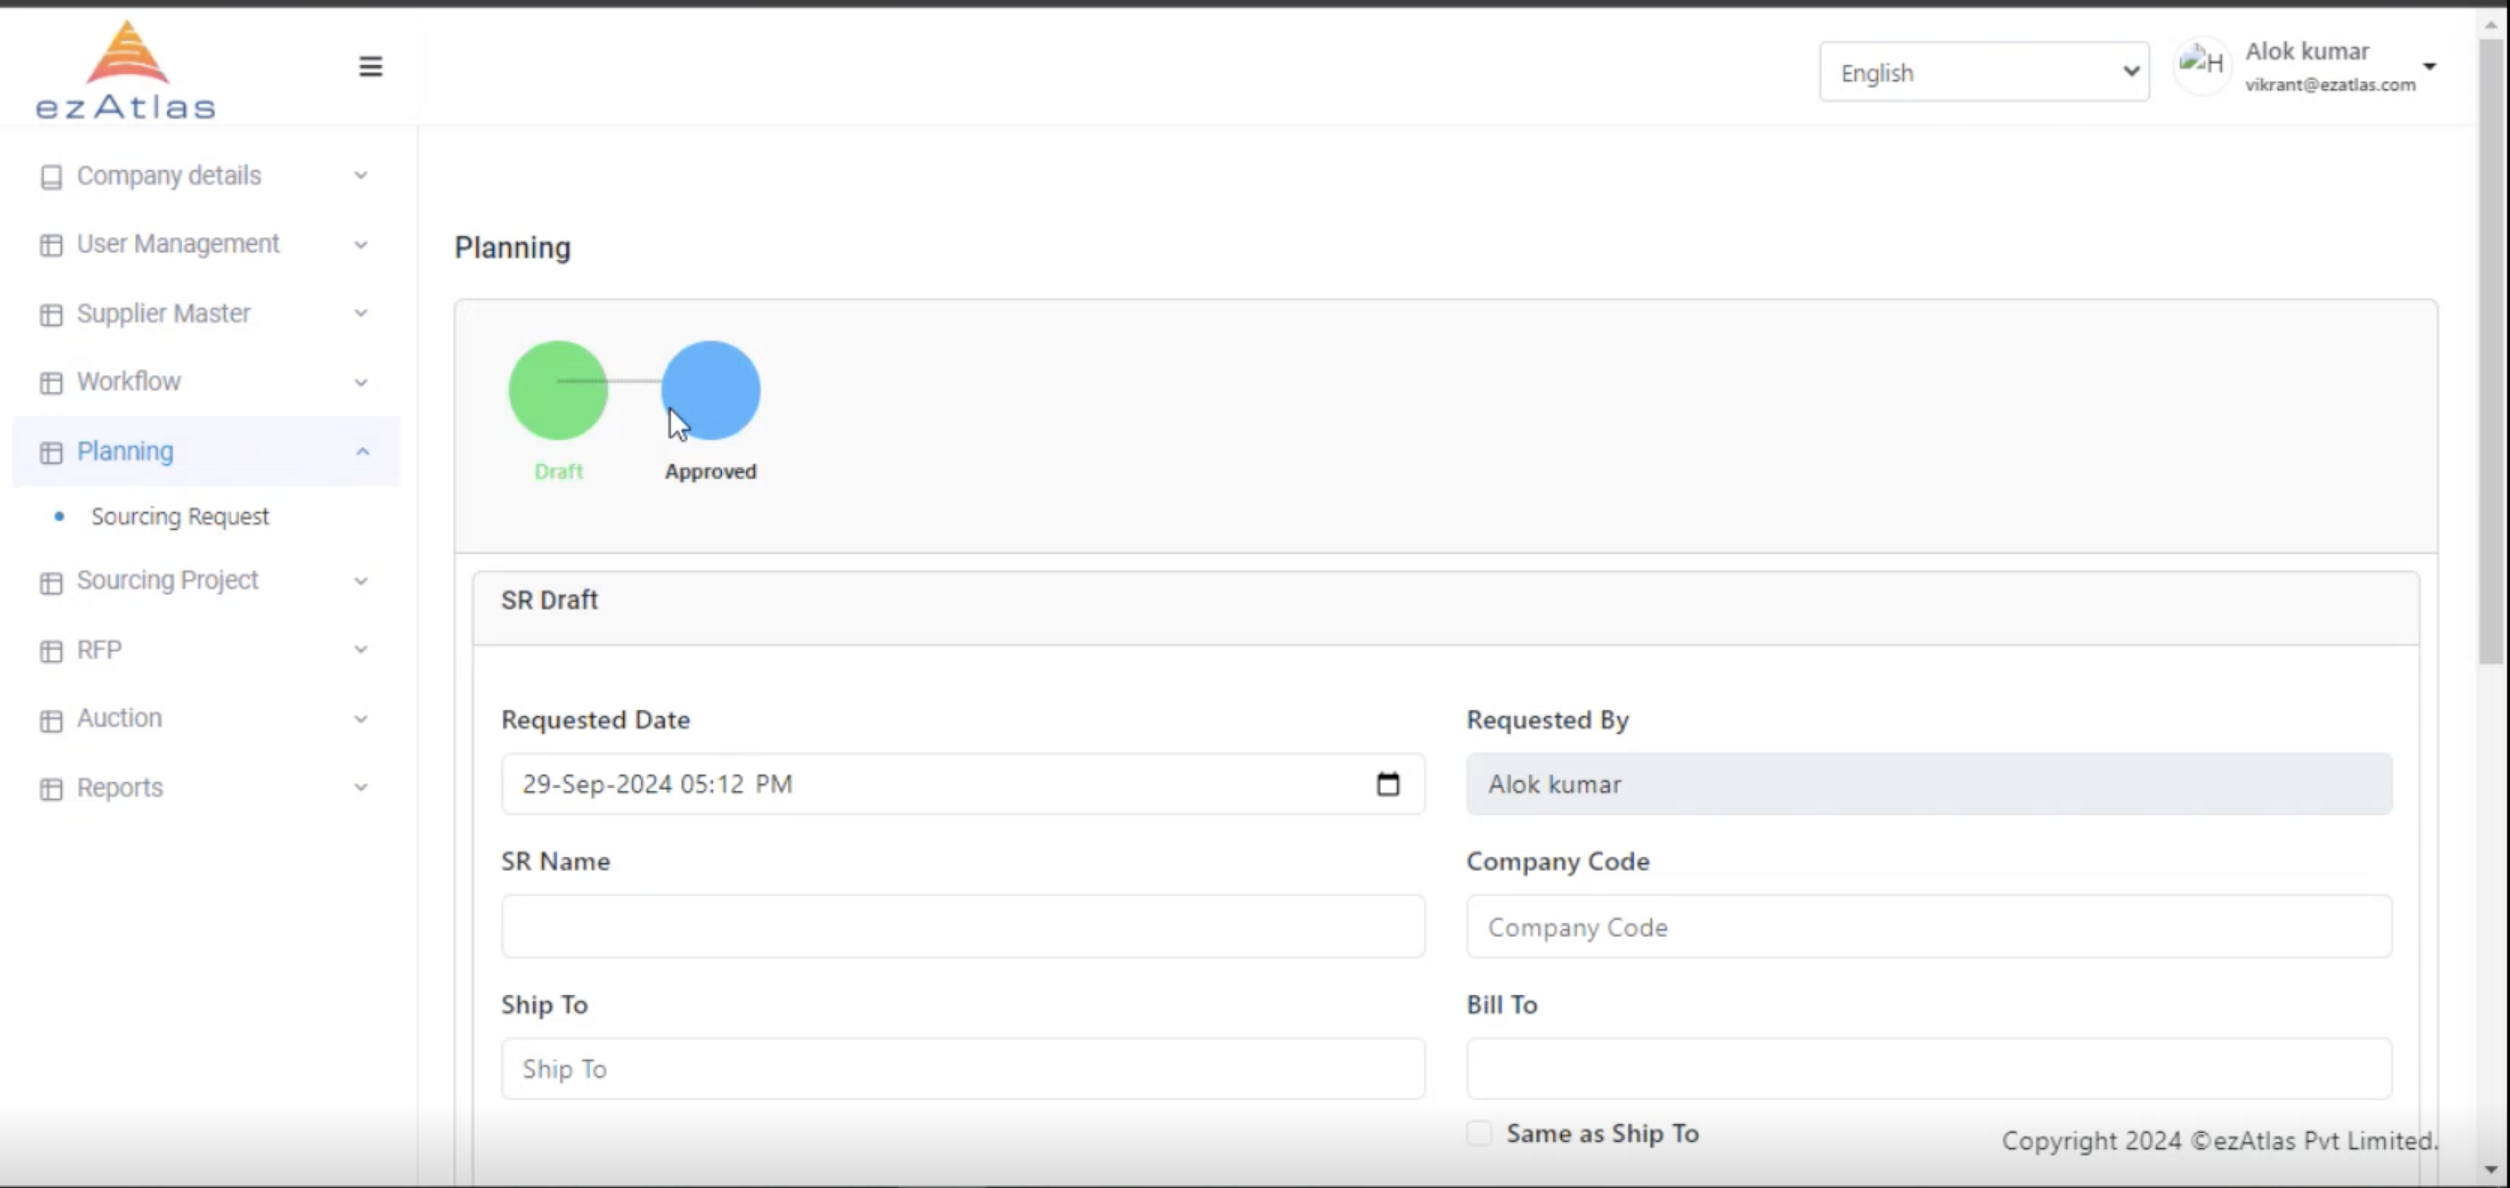 ezAtlas
English
H
Alok kumar
vikrant@ezatlas.com
Company details
User Management
Supplier Master
Workflow
Planning
Sourcing Request
Sourcing Project
RFP
Auction
Reports
Planning
Draft
Approved
SR Draft
Requested Date
Requested By
29-Sep-2024 05:12 PM
Alok kumar
SR Name
Company Code
Company Code
Ship To
Bill To
Ship To
Same as Ship To
Copyright 2024 ©ezAtlas Pvt Limited.